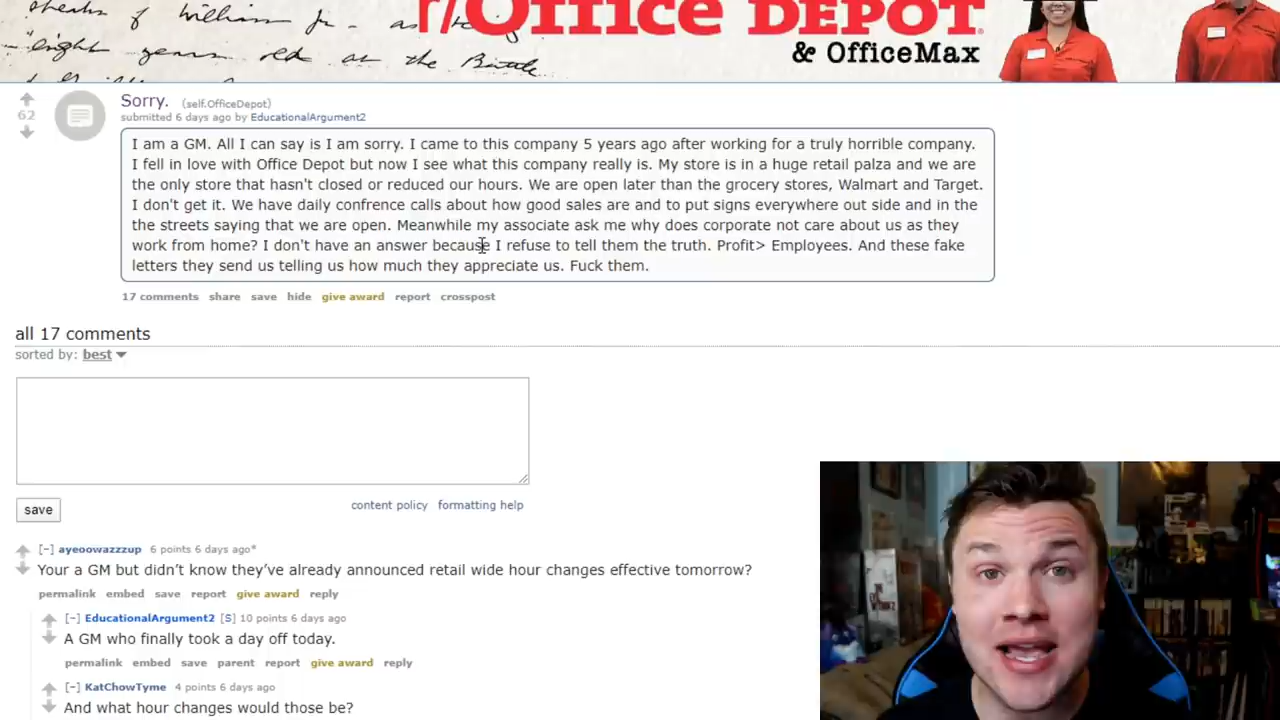 sheaks of William Jr. as
r/Office DEPOT
eight years old at the Battle
& OfficeMax
Sorry. (self.OfficeDepot)
62
submitted 6 days ago by EducationalArgument2
I am a GM. All I can say is I am sorry. I came to this company 5 years ago after working for a truly horrible company.
I fell in love with Office Depot but now I see what this company really is. My store is in a huge retail palza and we are
the only store that hasn't closed or reduced our hours. We are open later than the grocery stores, Walmart and Target.
I don't get it. We have daily confrence calls about how good sales are and to put signs everywhere out side and in the
the streets saying that we are open. Meanwhile my associate ask me why does corporate not care about us as they
work from home? I don't have an answer because I refuse to tell them the truth. Profit> Employees. And these fake
letters they send us telling us how much they appreciate us. Fuck them.
17 comments share save hide give award report crosspost
all 17 comments
sorted by: best
save content policy formatting help
[-] ayeoowazzzup 6 points 6 days ago*
Your a GM but didn't know they've already announced retail wide hour changes effective tomorrow?
permalink embed save report give award reply
[-] EducationalArgument2 [S] 10 points 6 days ago
A GM who finally took a day off today.
permalink embed save parent report give award reply
[-] KatChowTyme 4 points 6 days ago
And what hour changes would those be?